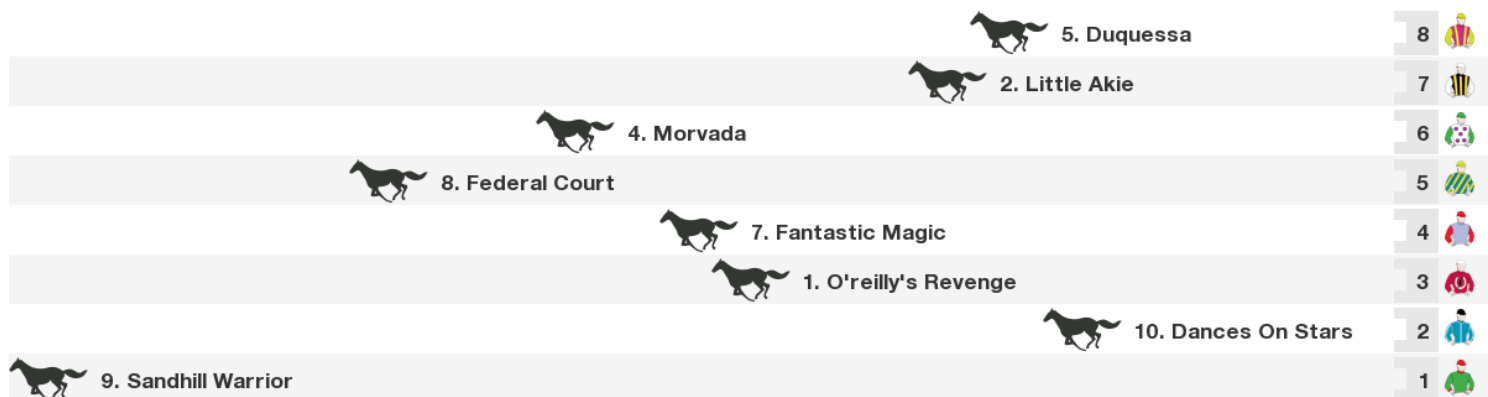 5. Duquessa 8
2. Little Akie 7
4. Morvada 6
8. Federal Court 5
7. Fantastic Magic 4
1. O'reilly's Revenge 3
10. Dances On Stars 2
9. Sandhill Warrior 1